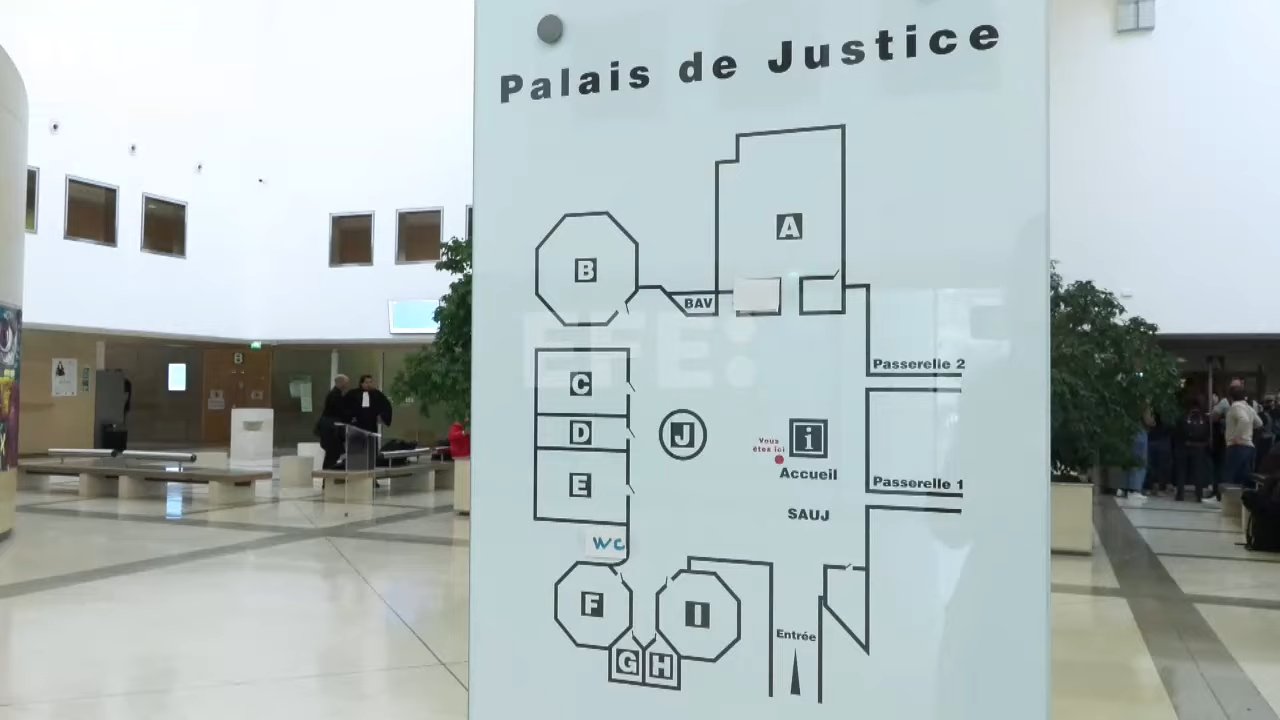 Palais de Justice
A
B
BAV
EFE:
Passerelle 2
C
D
J
i
Vous
êtes ici
Accueil
E
Passerelle 1
SAUJ
WC
F
I
Entrée
G H
B